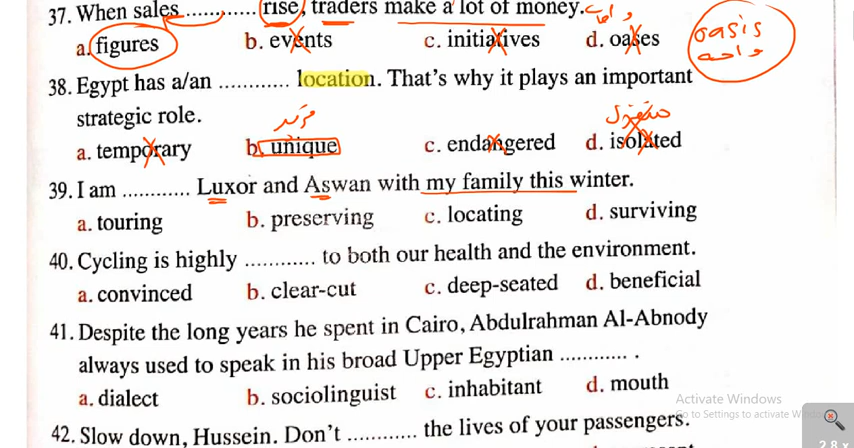 37. When sales ............ rise, traders make a lot of money.
oasis
واحة
a. figures b. events c. initiatives d. oases
38. Egypt has a/an ............ location. That's why it plays an important
strategic role.
a. temporary b. unique c. endangered d. isolated
39. I am ............ Luxor and Aswan with my family this winter.
a. touring b. preserving c. locating d. surviving
40. Cycling is highly ............ to both our health and the environment.
a. convinced b. clear-cut c. deep-seated d. beneficial
41. Despite the long years he spent in Cairo, Abdulrahman Al-Abnody
always used to speak in his broad Upper Egyptian ............ .
a. dialect b. sociolinguist c. inhabitant d. mouth
Activate Windows
Go to Settings to activate
42. Slow down, Hussein. Don't ............ the lives of your passengers.